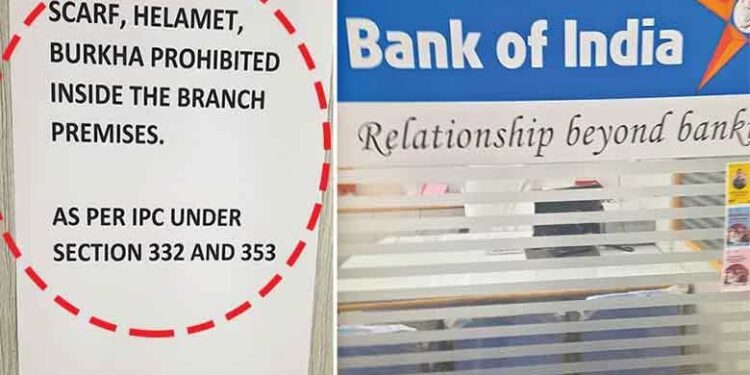 SCARF, HELAMET,
BURKHA PROHIBITED
INSIDE THE BRANCH
PREMISES.
AS PER IPC UNDER
SECTION 332 AND 353
Bank of India
Relationship beyond bank